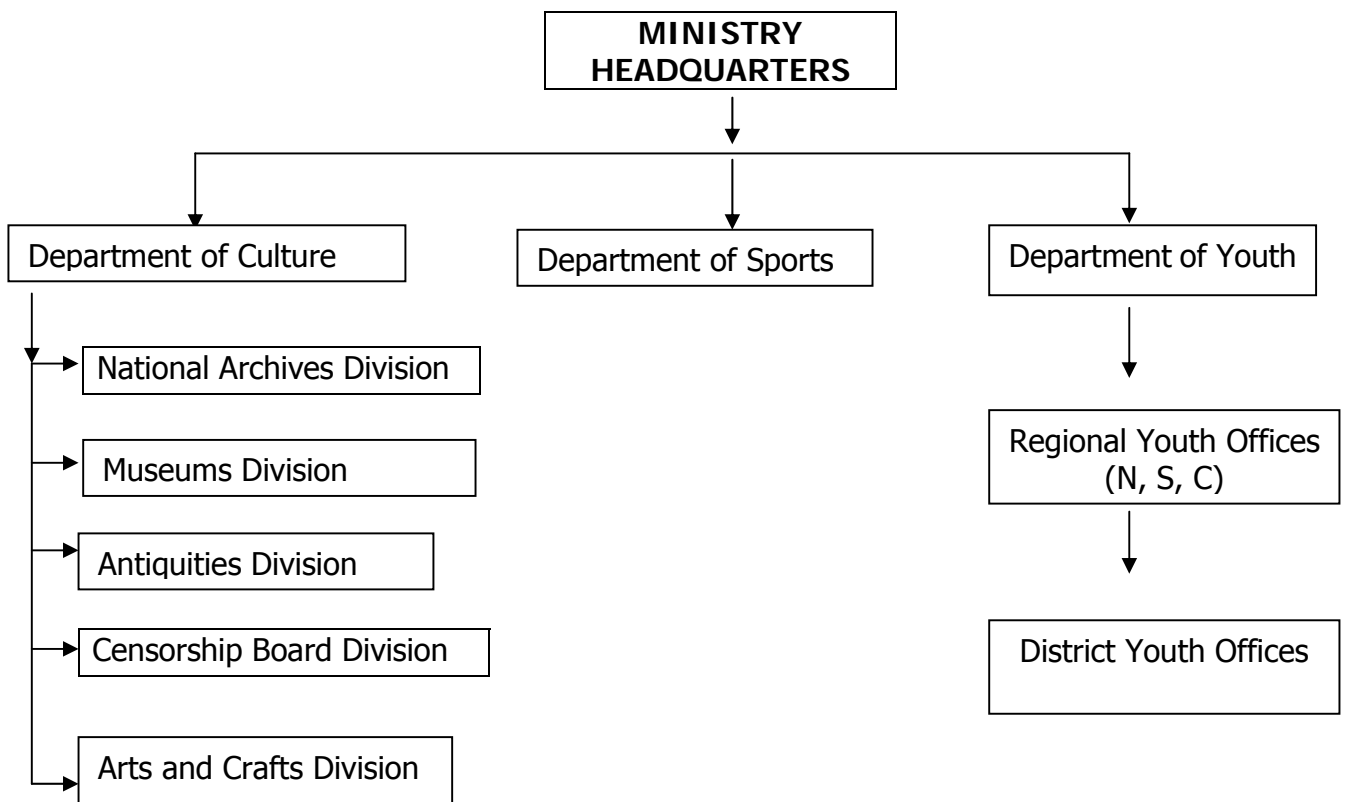 MINISTRY
HEADQUARTERS
Department of Culture
Department of Sports
Department of Youth
National Archives Division
Museums Division
Antiquities Division
Censorship Board Division
Arts and Crafts Division
Regional Youth Offices
(N, S, C)
District Youth Offices